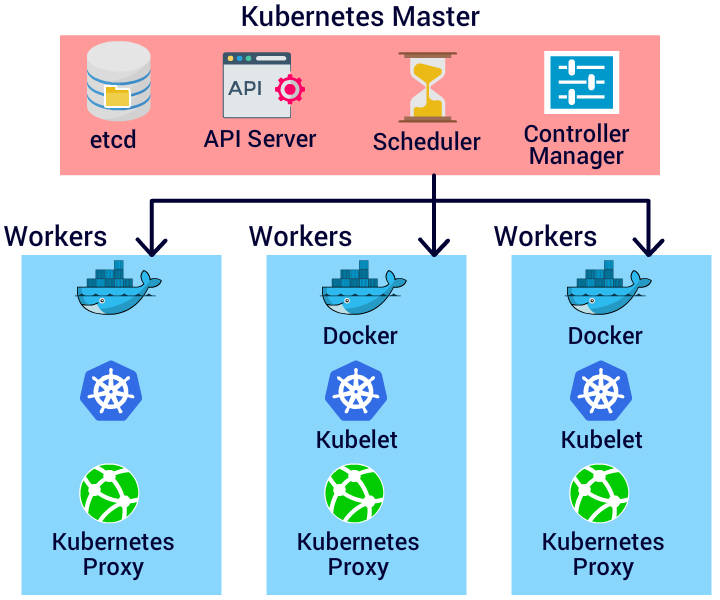 Kubernetes Master
API
etcd
API Server
Scheduler
Controller
Manager
Workers
Workers
Workers
Docker
Docker
Kubelet
Kubelet
Kubernetes
Proxy
Kubernetes
Proxy
Kubernetes
Proxy